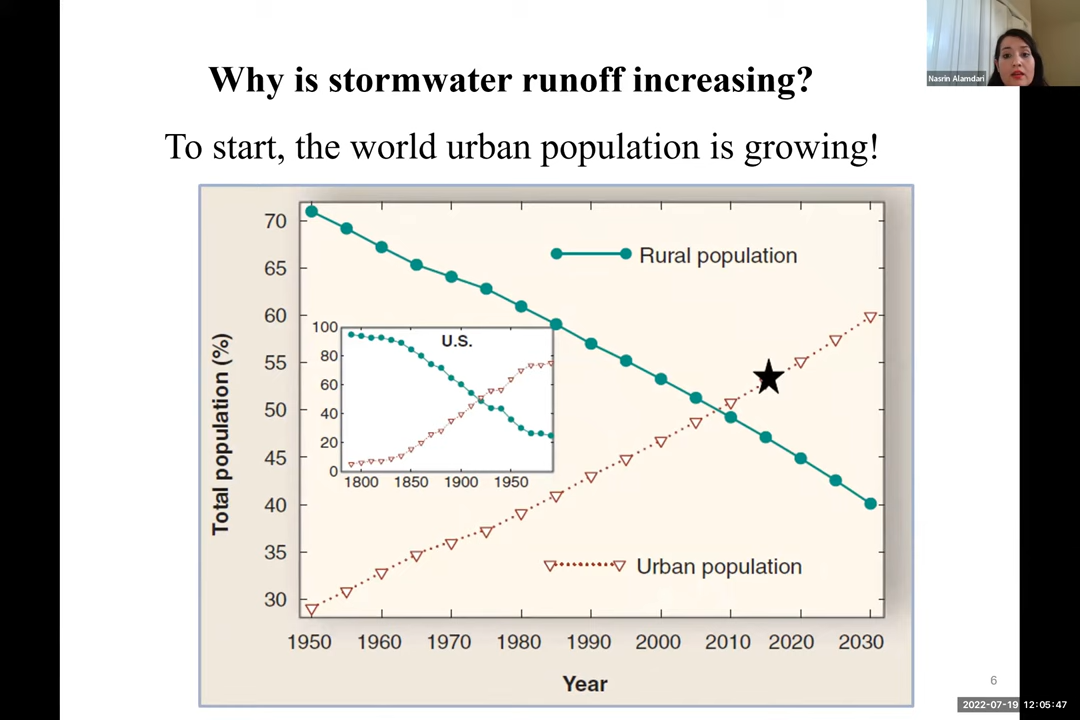 Nasrin Alamdari
Why is stormwater runoff increasing?
To start, the world urban population is growing!
Total population (%)
70
65
60
55
50
45
40
35
30
Rural population
Urban population
U.S.
100
80
60
40
20
0
1800 1850 1900 1950
1950 1960 1970 1980 1990 2000 2010 2020 2030
Year
6
2022-07-19 12:05:47